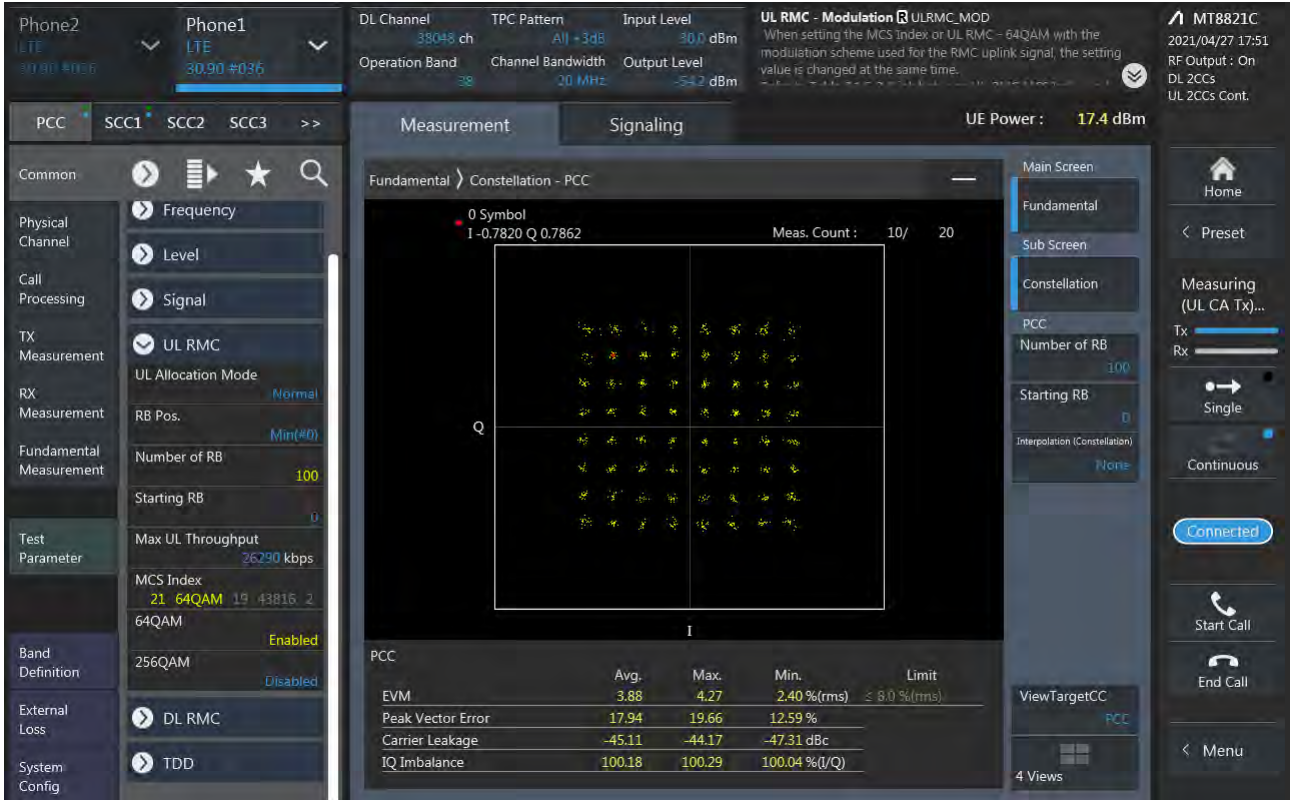 Phone2
LTE
30.90 #036
Phone1
LTE
30.90 #036
DL Channel
38048 ch
TPC Pattern
All +3dB
Input Level
30.0 dBm
Operation Band
38
Channel Bandwidth
20 MHz
Output Level
-54.2 dBm
UL RMC - Modulation R ULRMC_MOD
When setting the MCS Index or UL RMC - 64QAM with the
modulation scheme used for the RMC uplink signal, the setting
value is changed at the same time.
MT8821C
2021/04/27 17:51
RF Output : On
DL 2CCs
UL 2CCs Cont.
PCC
SCC1
SCC2
SCC3
>>
Measurement
Signaling
UE Power : 17.4 dBm
Common
Physical
Channel
Call
Processing
TX
Measurement
RX
Measurement
Fundamental
Measurement
Test
Parameter
Band
Definition
External
Loss
System
Config
Frequency
Level
Signal
UL RMC
UL Allocation Mode
Normal
RB Pos.
Min(#0)
Number of RB
100
Starting RB
0
Max UL Throughput
26290 kbps
MCS Index
21 64QAM 19 43816 2
64QAM
Enabled
256QAM
Disabled
DL RMC
TDD
Fundamental > Constellation - PCC
0 Symbol
I -0.7820 Q 0.7862
Meas. Count : 10/ 20
Q
I
PCC
Avg. Max. Min. Limit
EVM 3.88 4.27 2.40 %(rms) ≤ 8.0 %(rms)
Peak Vector Error 17.94 19.66 12.59 %
Carrier Leakage -45.11 -44.17 -47.31 dBc
IQ Imbalance 100.18 100.29 100.04 %(I/Q)
Main Screen
Fundamental
Sub Screen
Constellation
PCC
Number of RB
100
Starting RB
0
Interpolation (Constellation)
None
ViewTargetCC
PCC
4 Views
Home
< Preset
Measuring
(UL CA Tx)...
Tx
Rx
Single
Continuous
Connected
Start Call
End Call
< Menu